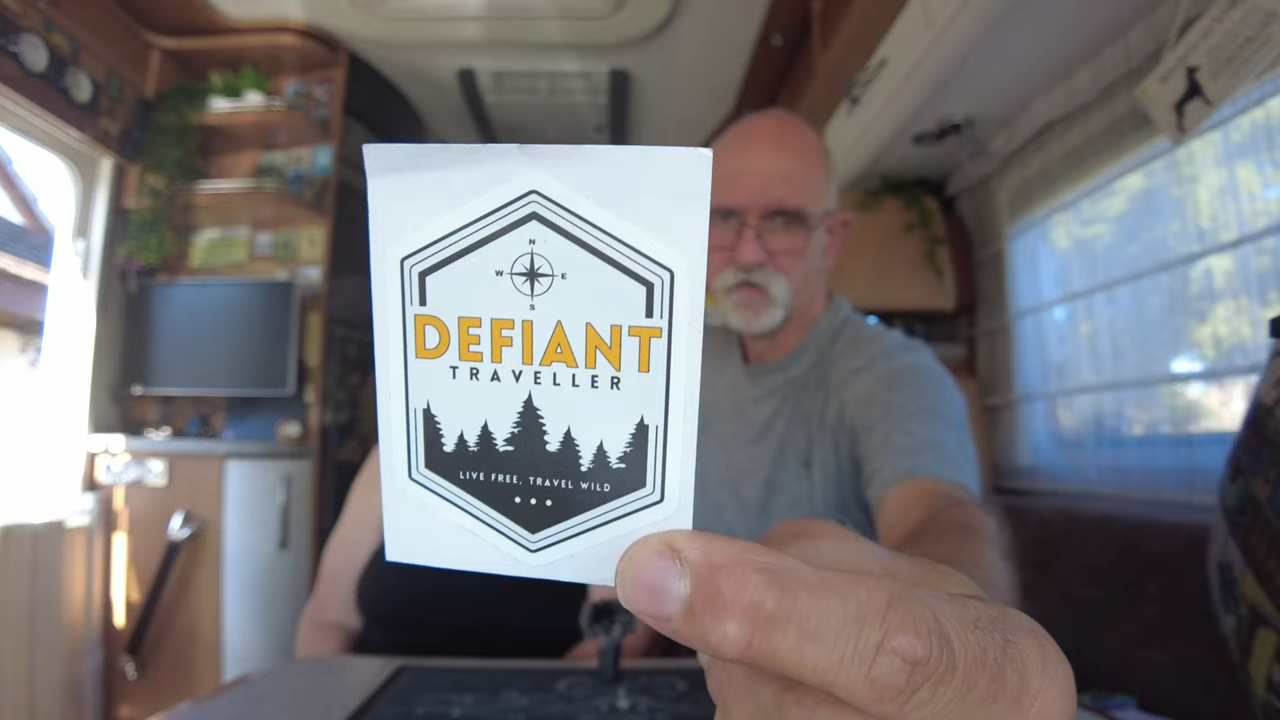 N
W E
S
DEFIANT
TRAVELLER
LIVE FREE, TRAVEL WILD